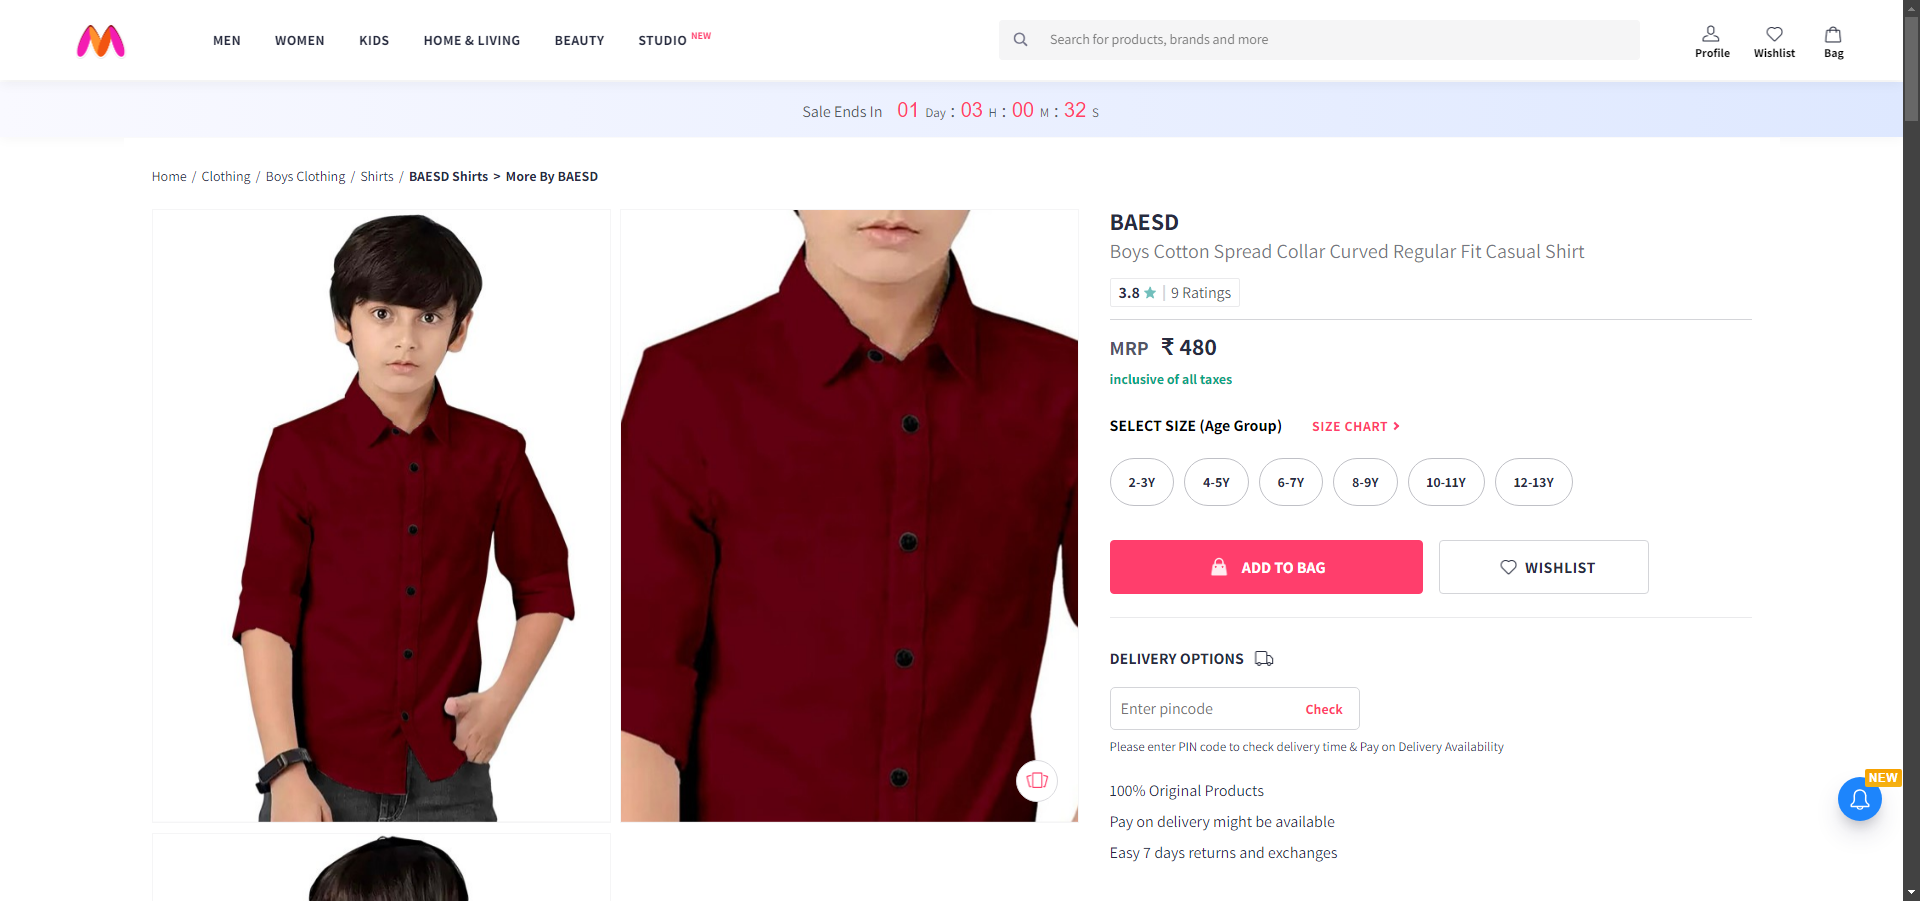 MEN WOMEN KIDS HOME & LIVING BEAUTY STUDIO NEW
Search for products, brands and more
Profile Wishlist Bag
Sale Ends In 01 Day : 03 H : 00 M : 32 S
Home / Clothing / Boys Clothing / Shirts / BAESD Shirts > More By BAESD
BAESD
Boys Cotton Spread Collar Curved Regular Fit Casual Shirt
3.8 ★ | 9 Ratings
MRP ₹ 480
inclusive of all taxes
SELECT SIZE (Age Group) SIZE CHART >
2-3Y 4-5Y 6-7Y 8-9Y 10-11Y 12-13Y
ADD TO BAG WISHLIST
DELIVERY OPTIONS
Enter pincode Check
Please enter PIN code to check delivery time & Pay on Delivery Availability
100% Original Products
Pay on delivery might be available
Easy 7 days returns and exchanges
NEW